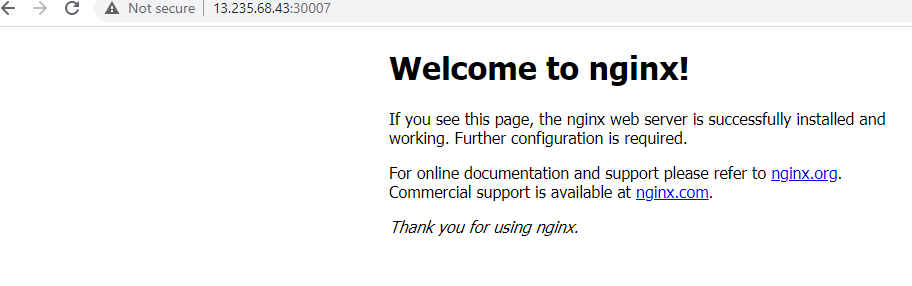 Not secure 13.235.68.43:30007
Welcome to nginx!
If you see this page, the nginx web server is successfully installed and
working. Further configuration is required.
For online documentation and support please refer to nginx.org.
Commercial support is available at nginx.com.
Thank you for using nginx.